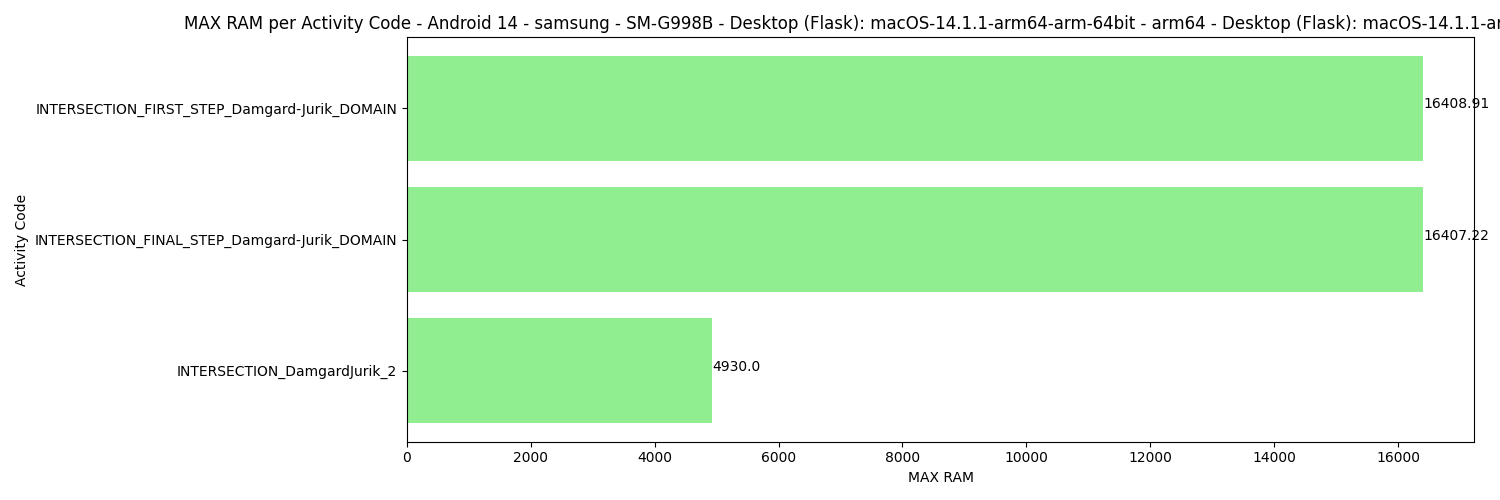 MAX RAM per Activity Code - Android 14 - samsung - SM-G998B - Desktop (Flask): macOS-14.1.1-arm64-arm-64bit - arm64 - Desktop (Flask): macOS-14.1.1-ar
INTERSECTION_FIRST_STEP_Damgard-Jurik_DOMAIN
16408.91
INTERSECTION_FINAL_STEP_Damgard-Jurik_DOMAIN
16407.22
INTERSECTION_DamgardJurik_2
4930.0
Activity Code
0 2000 4000 6000 8000 10000 12000 14000 16000
MAX RAM